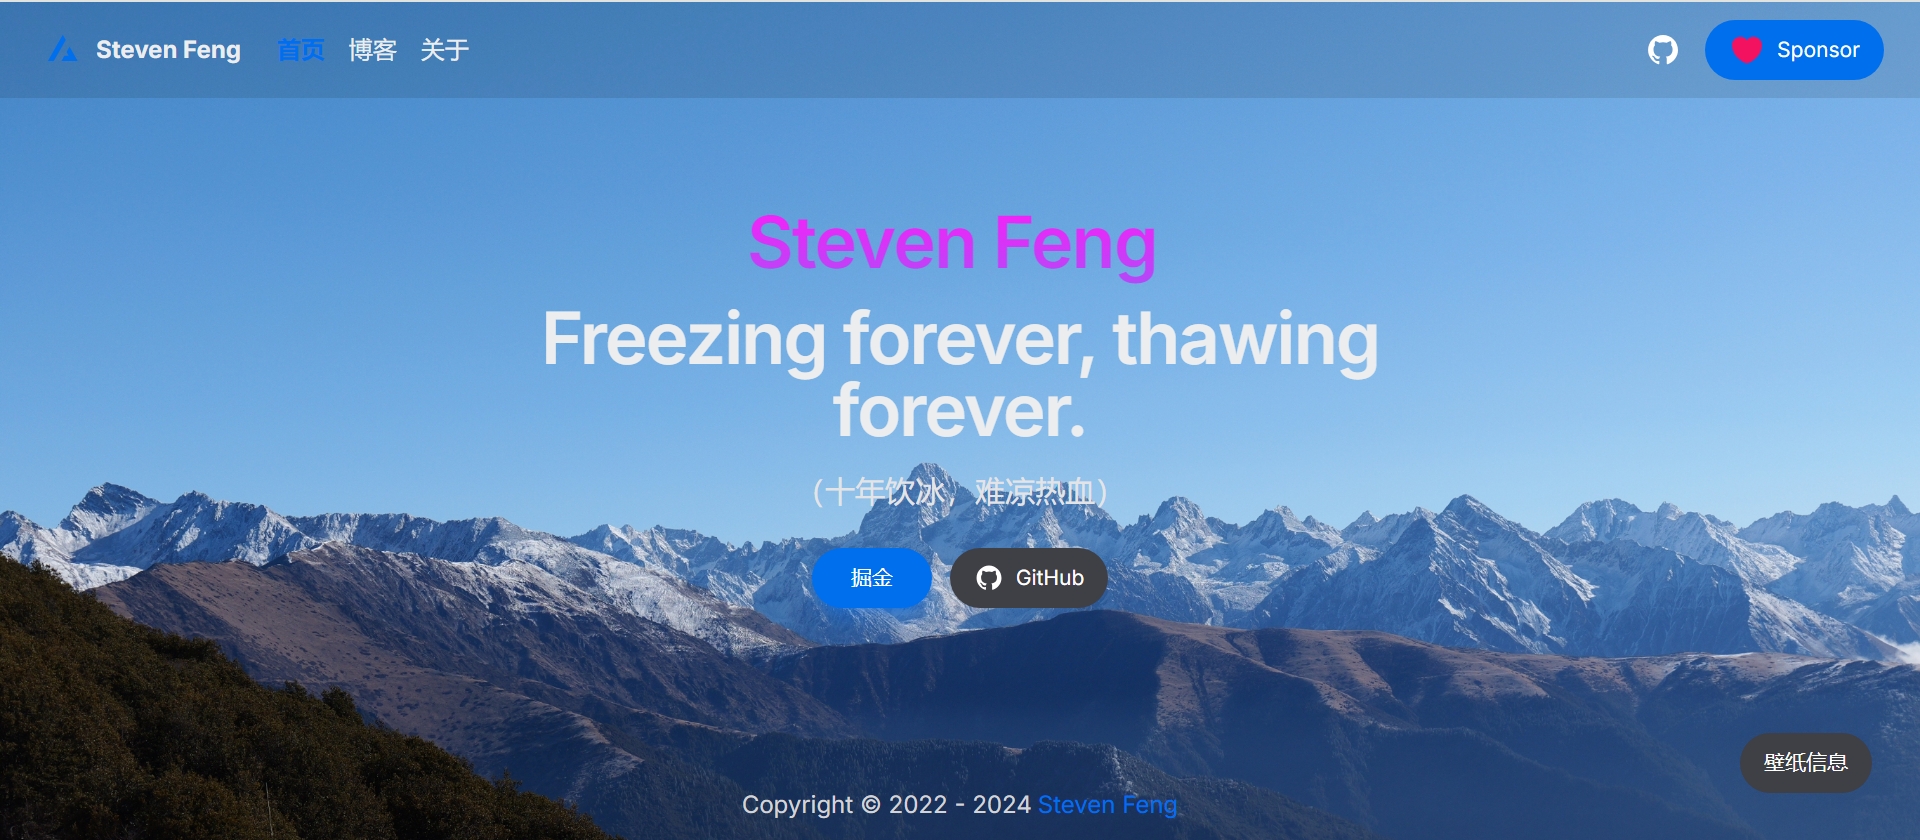 Steven Feng
首页
博客
关于
Sponsor
Steven Feng
Freezing forever, thawing
forever.
（十年饮冰，难凉热血）
掘金
GitHub
壁纸信息
Copyright © 2022 - 2024 Steven Feng